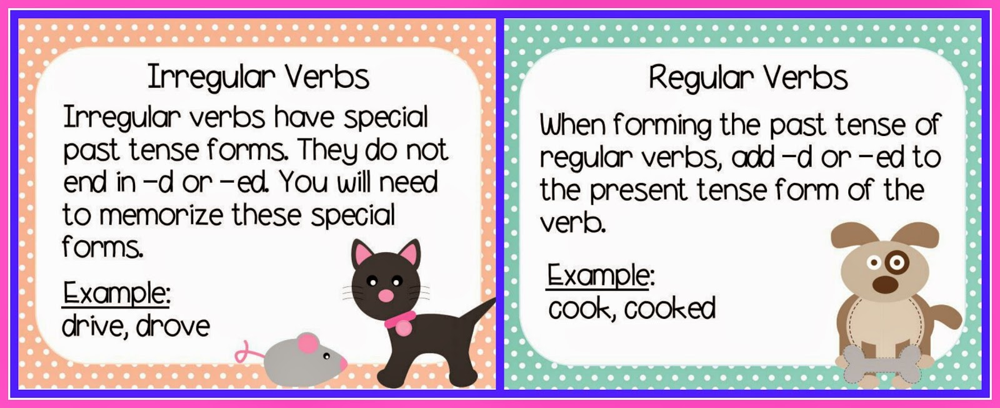 Irregular Verbs
Irregular verbs have special
past tense forms. They do not
end in -d or -ed. You will need
to memorize these special
forms.
Example:
drive, drove
Regular Verbs
When forming the past tense of
regular verbs, add -d or -ed to
the present tense form of the
verb.
Example:
cook, cooked